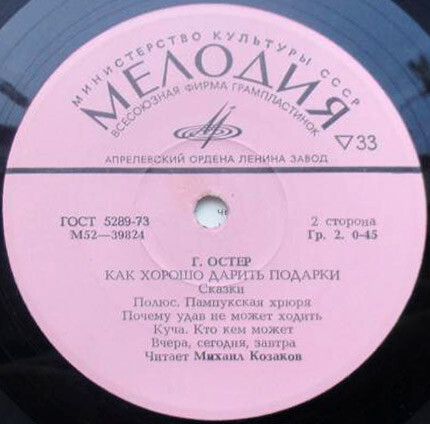 МИНИСТЕРСТВО КУЛЬТУРЫ СССР
МЕЛОДИЯ
ВСЕСОЮЗНАЯ ФИРМА ГРАМПЛАСТИНОК
▽33
АПРЕЛЕВСКИЙ ОРДЕНА ЛЕНИНА ЗАВОД
ГОСТ 5289-73
М52—39824
2 сторона
Гр. 2. 0-45
Г. ОСТЕР
КАК ХОРОШО ДАРИТЬ ПОДАРКИ
Сказки
Полюс. Пампукская хрюря
Почему удав не может ходить
Куча. Кто кем может
Вчера, сегодня, завтра
Читает Михаил Козаков